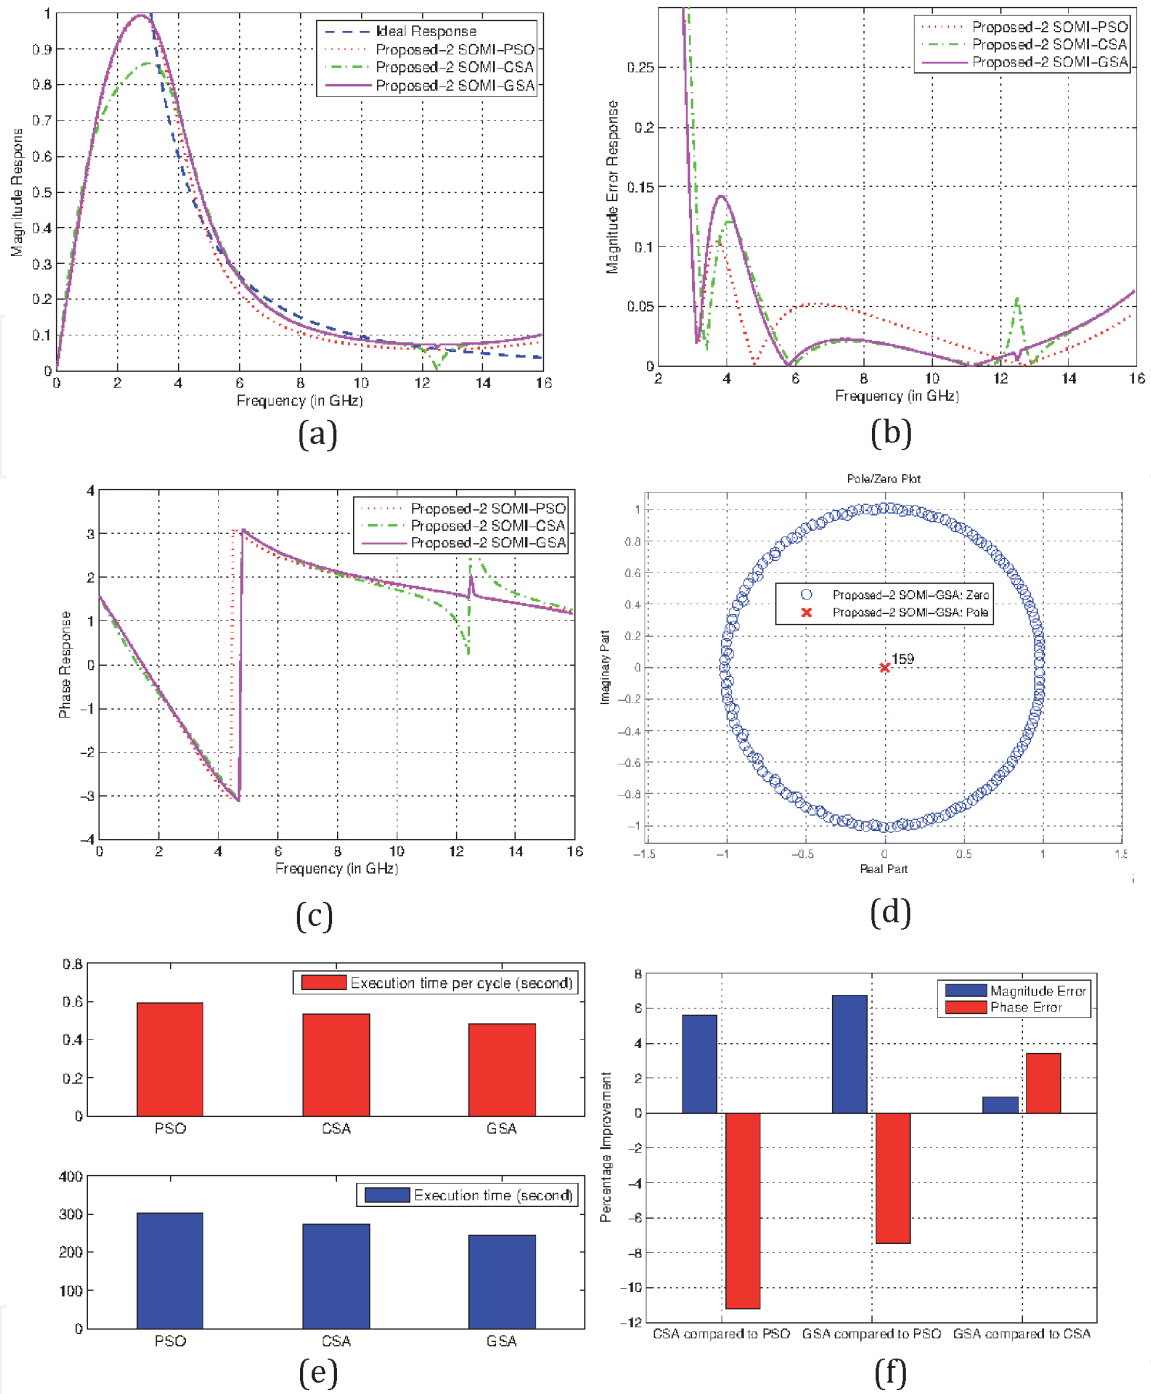 Ideal Response
Proposed-2 SOMI-PSO
Proposed-2 SOMI-CSA
Proposed-2 SOMI-GSA
Magnitude Respons
1
0.9
0.8
0.7
0.6
0.5
0.4
0.3
0.2
0.1
0
0 2 4 6 8 10 12 14 16
Frequency (in GHz)
(a)
Proposed-2 SOMI-PSO
Proposed-2 SOMI-CSA
Proposed-2 SOMI-GSA
Magnitude Error Response
0.25
0.2
0.15
0.1
0.05
0
2 4 6 8 10 12 14 16
Frequency (in GHz)
(b)
Proposed-2 SOMI-PSO
Proposed-2 SOMI-CSA
Proposed-2 SOMI-GSA
Phase Response
4
3
2
1
0
-1
-2
-3
-4
0 2 4 6 8 10 12 14 16
Frequency (in GHz)
(c)
Pole/Zero Plot
Proposed-2 SOMI-GSA: Zero
Proposed-2 SOMI-GSA: Pole
159
Imaginary Part
1
0.8
0.6
0.4
0.2
0
-0.2
-0.4
-0.6
-0.8
-1
-1.5 -1 -0.5 0 0.5 1 1.5
Real Part
(d)
Execution time per cycle (second)
0.8
0.6
0.4
0.2
0
PSO CSA GSA
Execution time (second)
400
300
200
100
0
PSO CSA GSA
(e)
Magnitude Error
Phase Error
Percentage Improvement
8
6
4
2
0
-2
-4
-6
-8
-10
-12
CSA compared to PSO GSA compared to PSO GSA compared to CSA
(f)